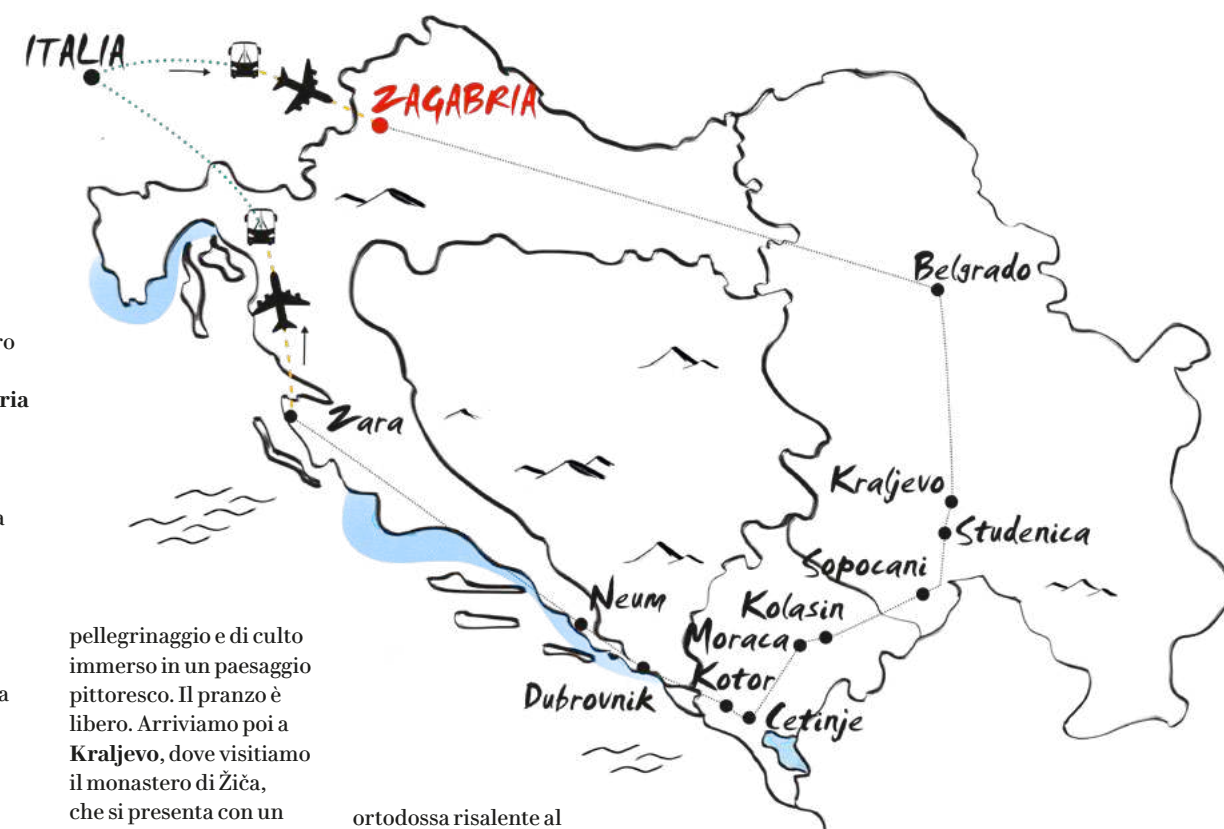 ITALIA
ZAGABRIA
Belgrado
ro
ria
Zara
Kraljevo
a
Studenica
Sopocani
Neum
Kolasin
Moraca
Kotor
Dubrovnik
Cetinje
a
pellegrinaggio e di culto
immerso in un paesaggio
pittoresco. Il pranzo è
libero. Arriviamo poi a
Kraljevo, dove visitiamo
il monastero di Žiča,
che si presenta con un
ortodossa risalente al